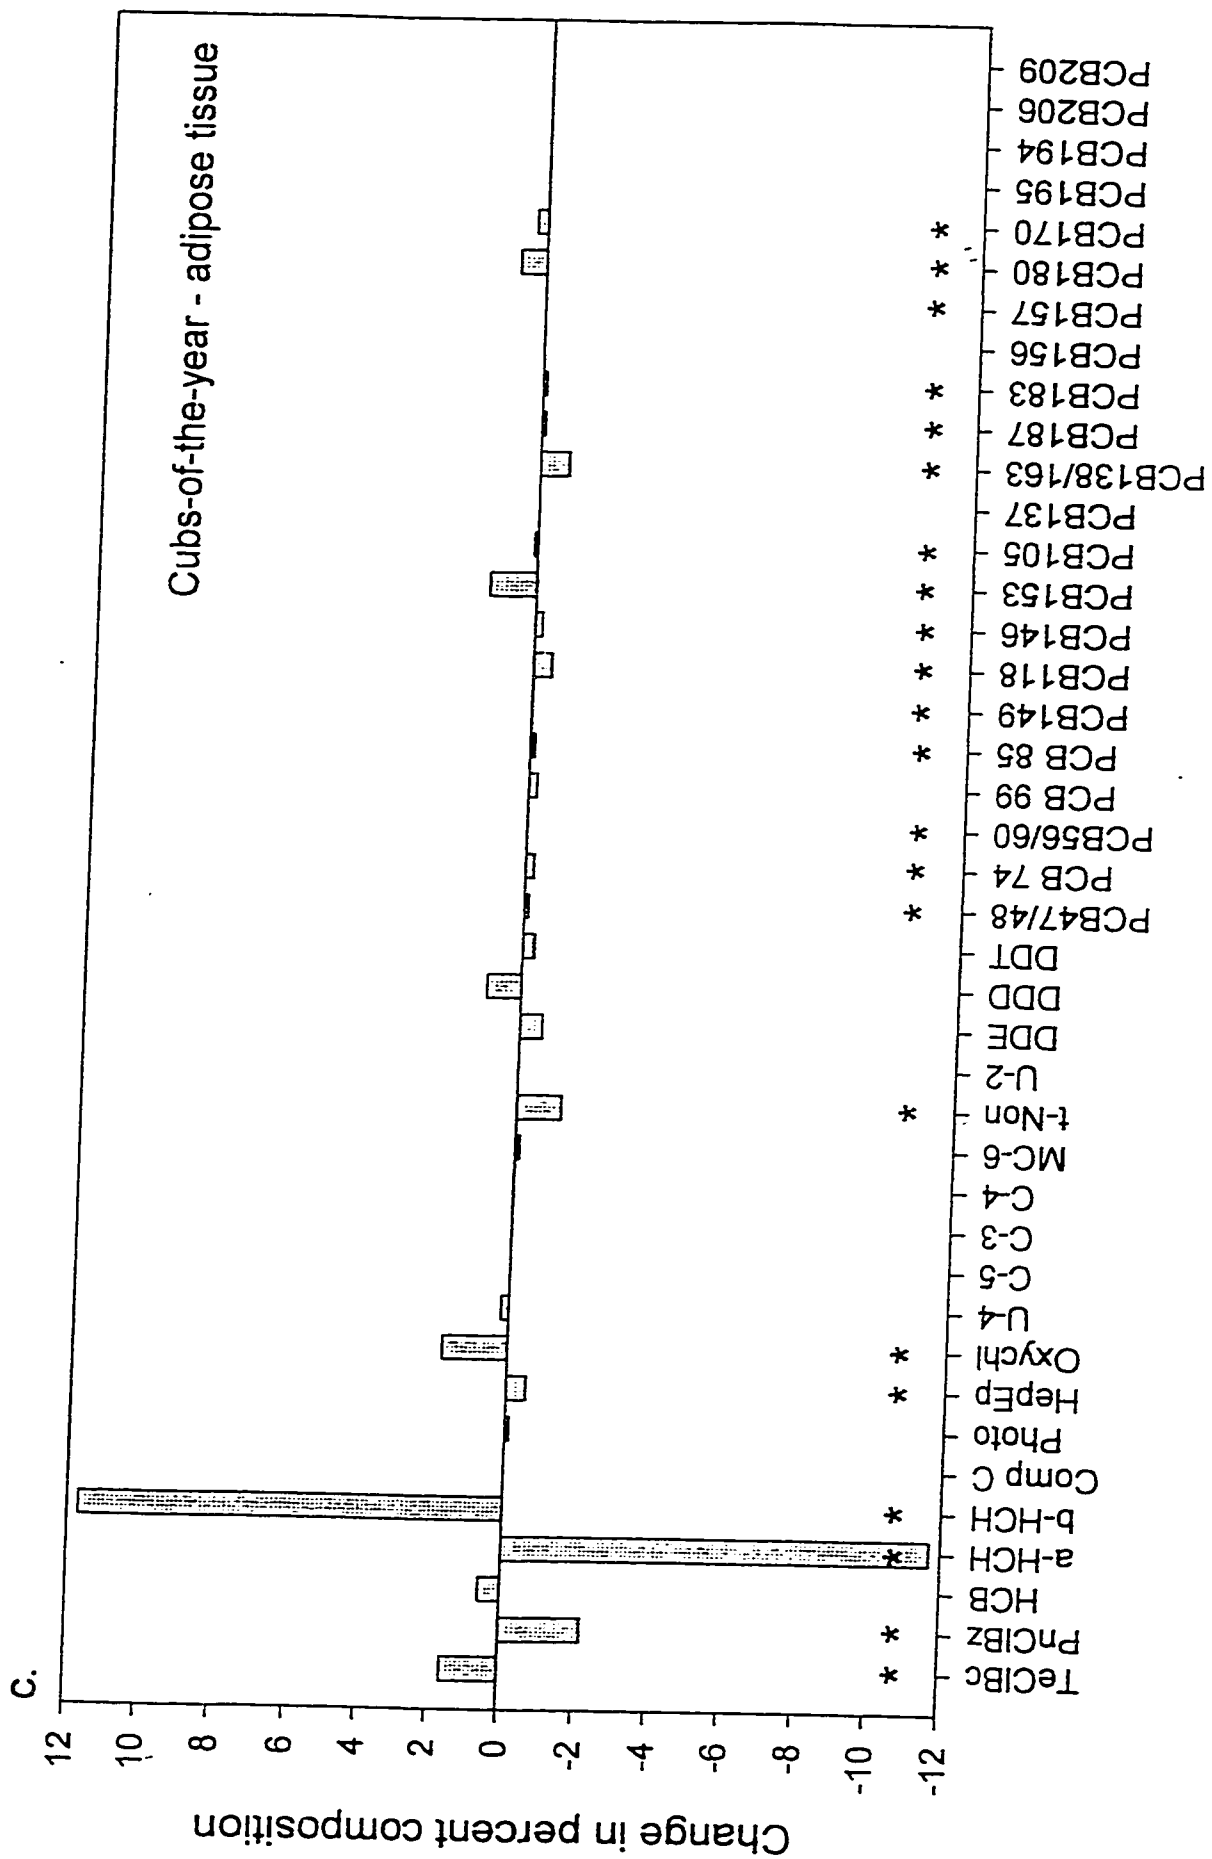 C.
Cubs-of-the-year - adipose tissue
Change in percent composition
12
10
8
6
4
2
0
-2
-4
-6
-8
-10
-12
TeClBc
PnClBz
HCB
a-HCH
b-HCH
Comp C
Photo
HepEp
Oxychl
U-4
C-5
C-3
C-4
MC-6
t-Non
U-2
DDE
DDD
DDT
PCB47/48
PCB 74
PCB56/60
PCB 99
PCB 85
PCB149
PCB118
PCB146
PCB153
PCB105
PCB137
PCB138/163
PCB187
PCB183
PCB156
PCB157
PCB180
PCB170
PCB195
PCB194
PCB206
PCB209
* * * * * * * * * * * * * * * * * * * * * *